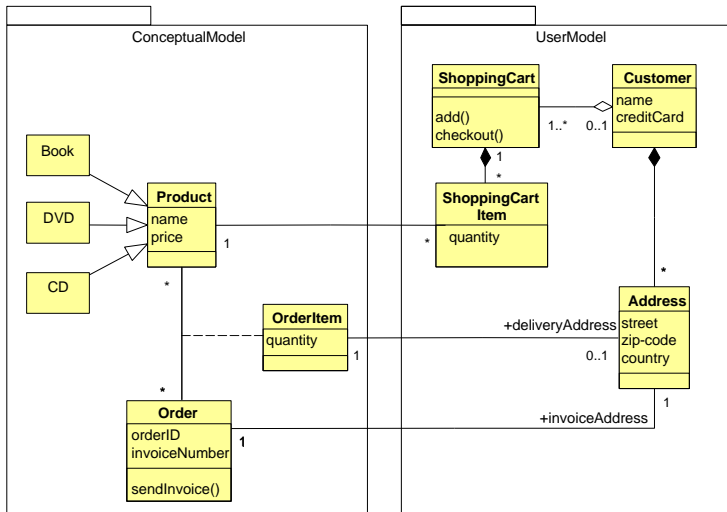 ConceptualModel
UserModel
ShoppingCart
add()
checkout()
Customer
name
creditCard
1..*
0..1
1
*
Book
DVD
CD
Product
name
price
1
*
ShoppingCart
Item
quantity
*
*
OrderItem
quantity
1
+deliveryAddress
0..1
Address
street
zip-code
country
*
Order
orderID
invoiceNumber
sendInvoice()
1
+invoiceAddress
1